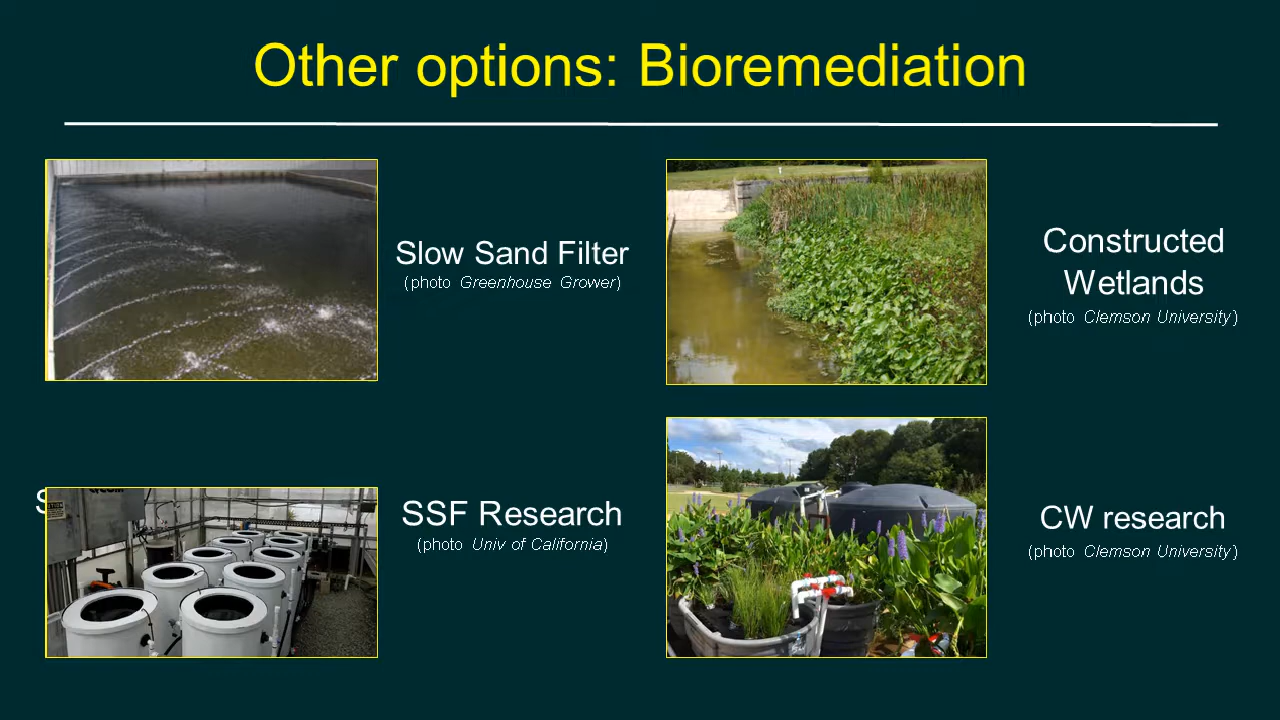 Other options: Bioremediation
Slow Sand Filter
(photo Greenhouse Grower)
Constructed
Wetlands
(photo Clemson University)
SSF Research
(photo Univ of California)
CW research
(photo Clemson University)